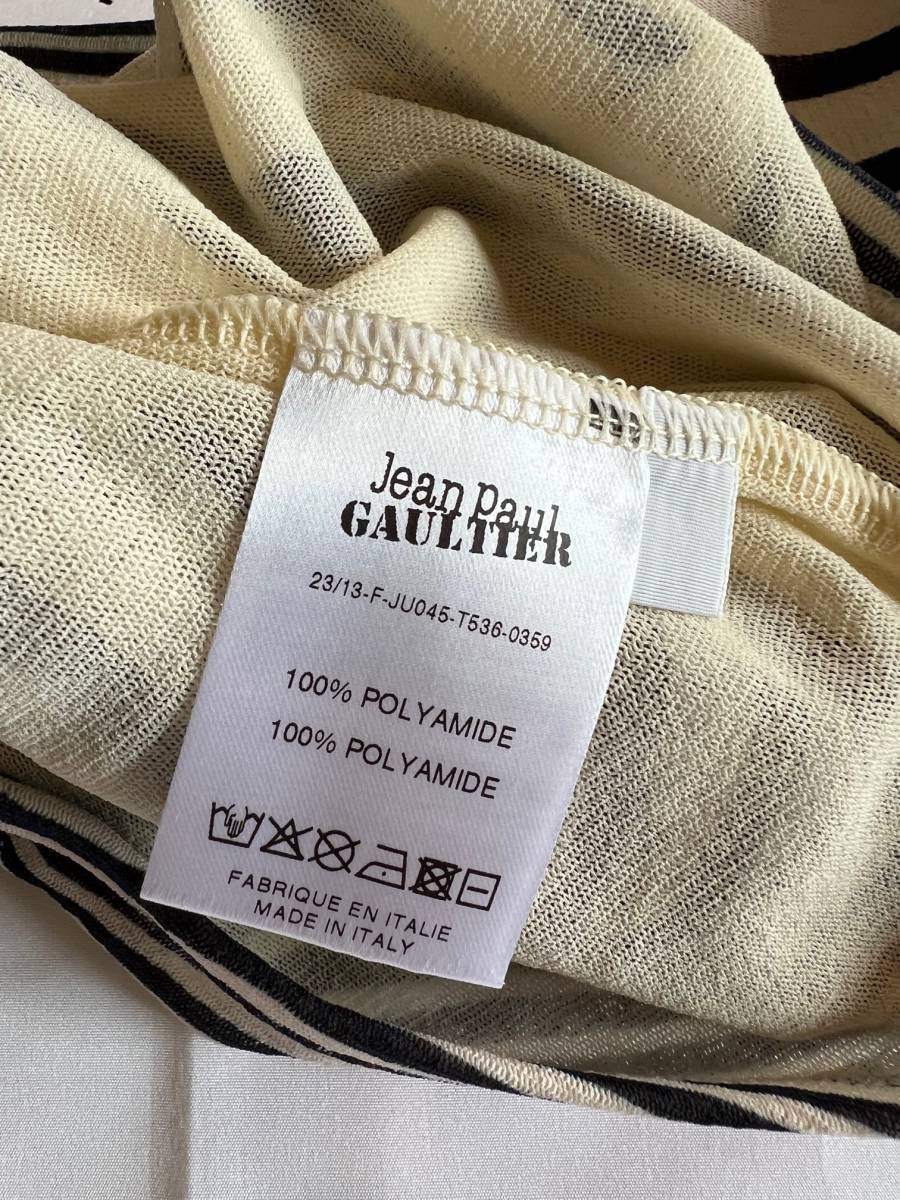 Jean Paul
GAULTIER
23/13-F-JU045-T536-0359
100% POLYAMIDE
100% POLYAMIDE
FABRIQUE EN ITALIE
MADE IN ITALY